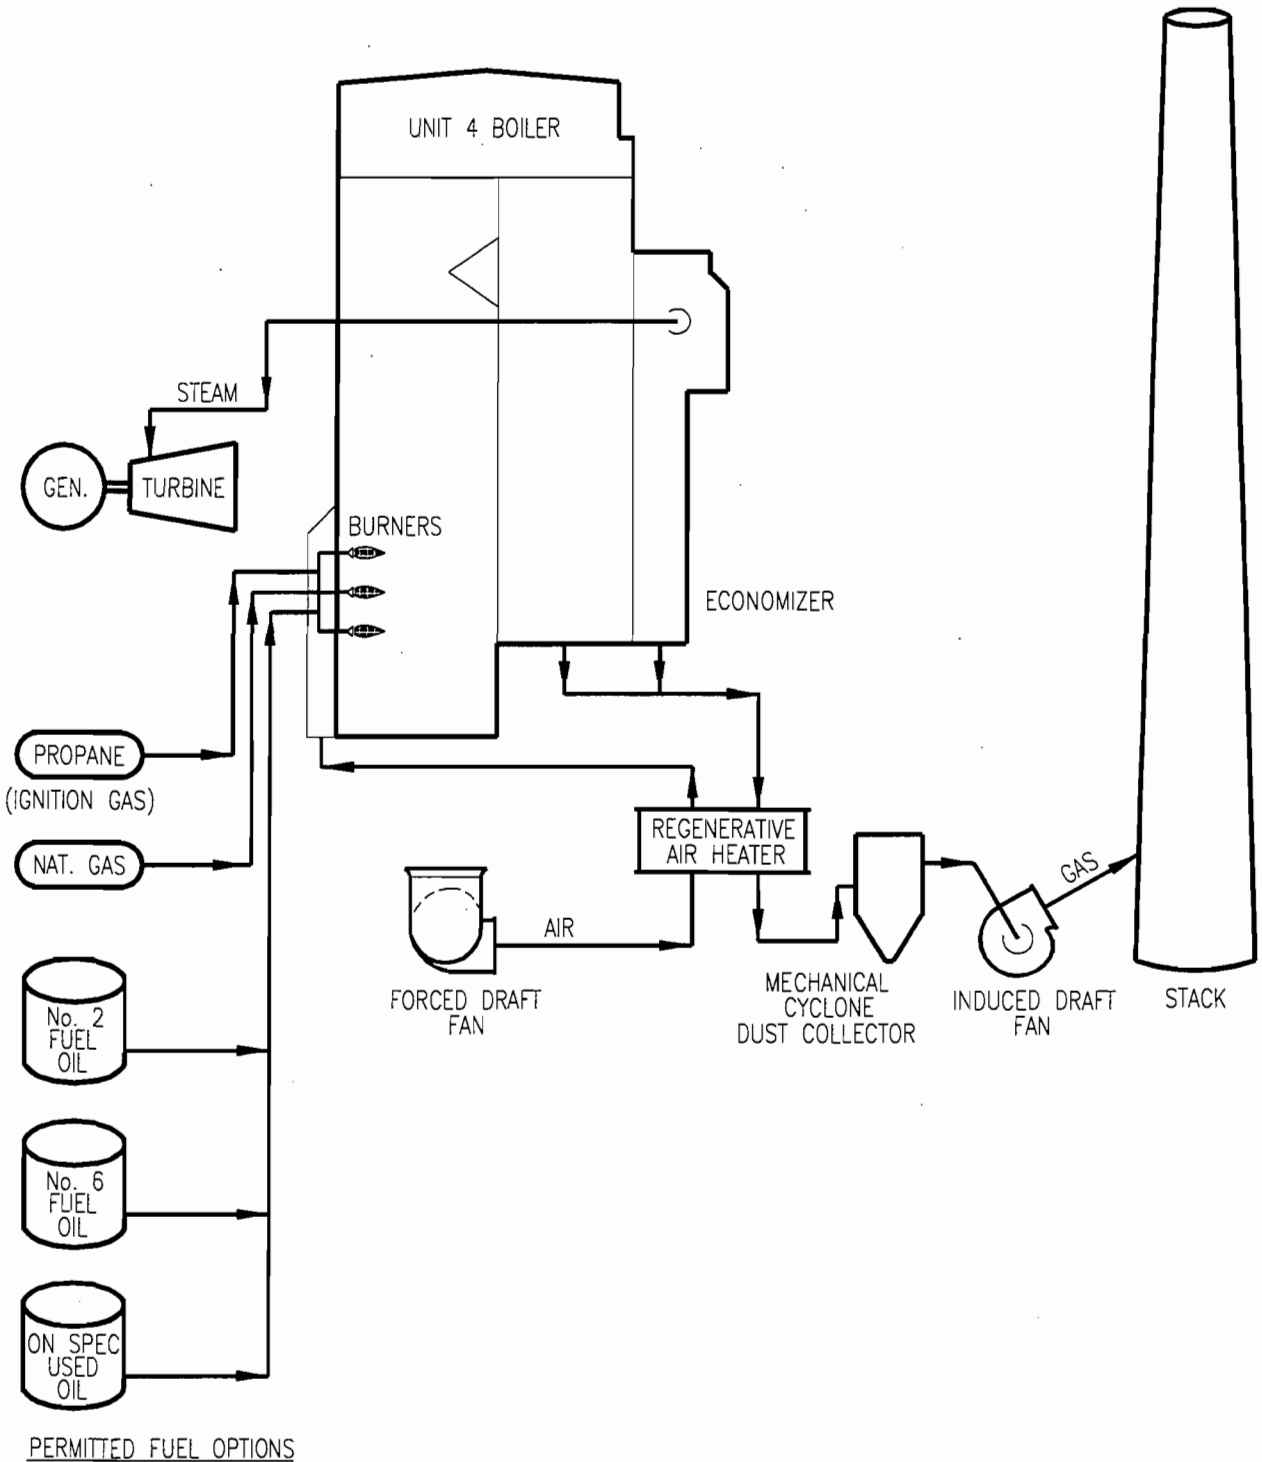 UNIT 4 BOILER
STEAM
GEN.
TURBINE
BURNERS
ECONOMIZER
PROPANE
(IGNITION GAS)
NAT. GAS
REGENERATIVE
AIR HEATER
GAS
AIR
FORCED DRAFT
FAN
MECHANICAL
CYCLONE
DUST COLLECTOR
INDUCED DRAFT
FAN
STACK
No. 2
FUEL
OIL
No. 6
FUEL
OIL
ON SPEC
USED
OIL
PERMITTED FUEL OPTIONS